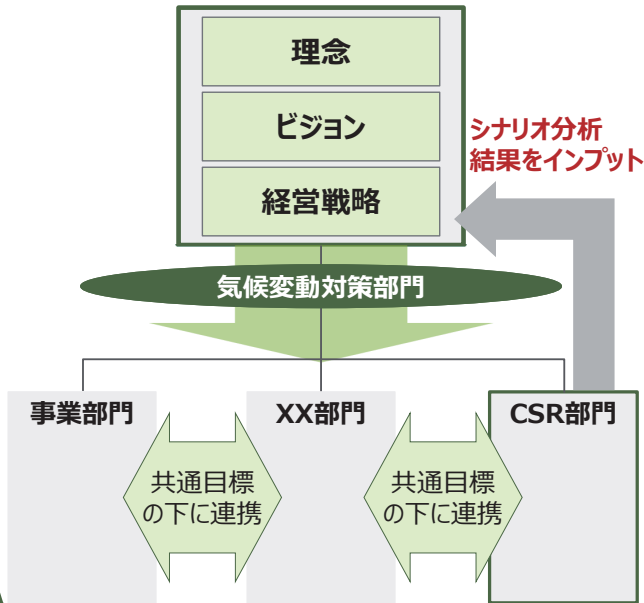 理念
ビジョン
経営戦略
シナリオ分析
結果をインプット
気候変動対策部門
事業部門
XX部門
CSR部門
共通目標
の下に連携
共通目標
の下に連携